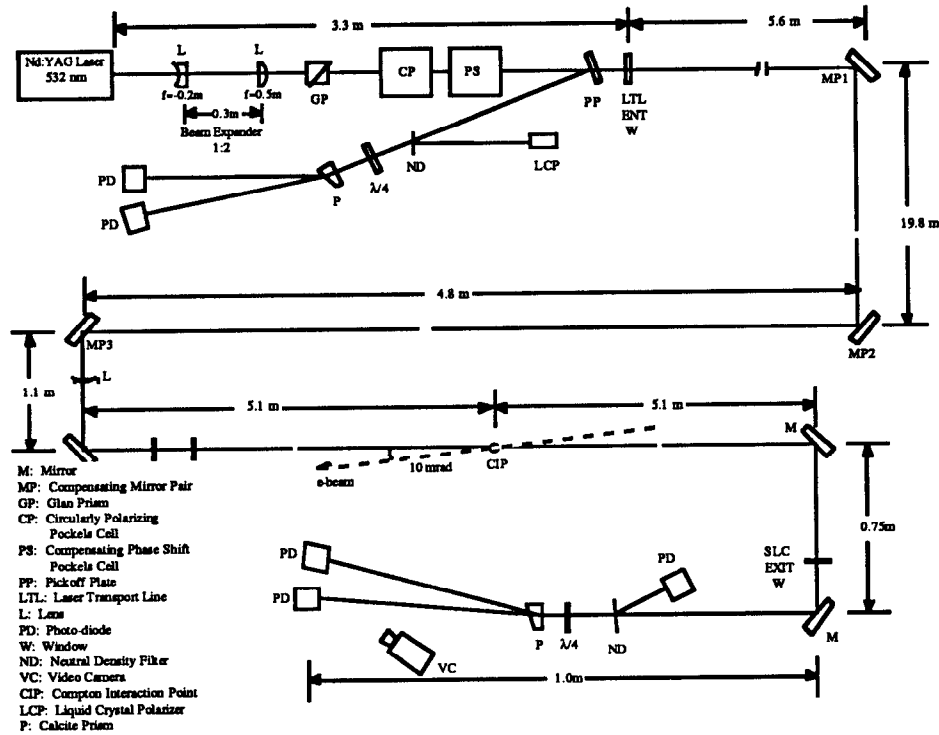 3.3 m
5.6 m
Nd:YAG Laser
532 nm
L
L
f=-0.2m
f=0.5m
0.3m
Beam Expander
1:2
GP
CP
PS
PP
LTL
ENT
W
MP1
ND
LCP
λ/4
P
PD
PD
19.8 m
4.8 m
MP3
MP2
L
1.1 m
5.1 m
5.1 m
M
CIP
10 mrad
e-beam
0.75m
SLC
EXIT
W
M
PD
PD
PD
P
λ/4
ND
VC
1.0m
M: Mirror
MP: Compensating Mirror Pair
GP: Glan Prism
CP: Circularly Polarizing
Pockels Cell
PS: Compensating Phase Shift
Pockels Cell
PP: Pickoff Plate
LTL: Laser Transport Line
L: Lens
PD: Photo-diode
W: Window
ND: Neutral Density Filter
VC: Video Camera
CIP: Compton Interaction Point
LCP: Liquid Crystal Polarizer
P: Calcite Prism